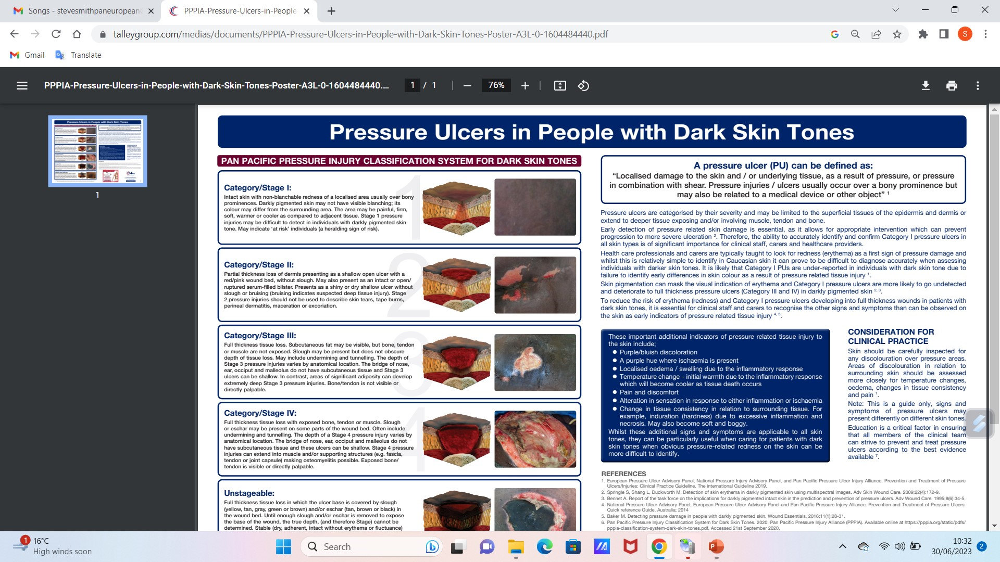 Songs - stevesmithpaneuropean
PPPIA-Pressure-Ulcers-in-People
talleygroup.com/medias/documents/PPPIA-Pressure-Ulcers-in-People-with-Dark-Skin-Tones-Poster-A3L-0-1604484440.pdf
S
Gmail
Translate
PPPIA-Pressure-Ulcers-in-People-with-Dark-Skin-Tones-Poster-A3L-0-1604484440....
1 / 1
76%
1
Pressure Ulcers in People with Dark Skin Tones
PAN PACIFIC PRESSURE INJURY CLASSIFICATION SYSTEM FOR DARK SKIN TONES
1
Category/Stage I:
Intact skin with non-blanchable redness of a localised area usually over bony
prominences. Darkly pigmented skin may not have visible blanching; its
colour may differ from the surrounding area. The area may be painful, firm,
soft, warmer or cooler as compared to adjacent tissue. Stage 1 pressure
injuries may be difficult to detect in individuals with darkly pigmented skin
tone. May indicate 'at risk' individuals (a heralding sign of risk).
2
Category/Stage II:
Partial thickness loss of dermis presenting as a shallow open ulcer with a
red/pink wound bed, without slough. May also present as an intact or open/
ruptured serum-filled blister. Presents as a shiny or dry shallow ulcer without
slough or bruising (bruising indicates suspected deep tissue injury). Stage
2 pressure injuries should not be used to describe skin tears, tape burns,
perineal dermatitis, maceration or excoriation.
3
Category/Stage III:
Full thickness tissue loss. Subcutaneous fat may be visible, but bone, tendon
or muscle are not exposed. Slough may be present but does not obscure
depth of tissue loss. May include undermining and tunnelling. The depth of
Stage 3 pressure injuries varies by anatomical location. The bridge of nose,
ear, occiput and malleolus do not have subcutaneous tissue and Stage 3
ulcers can be shallow. In contrast, areas of significant adiposity can develop
extremely deep Stage 3 pressure injuries. Bone/tendon is not visible or
directly palpable.
4
Category/Stage IV:
Full thickness tissue loss with exposed bone, tendon or muscle. Slough
or eschar may be present on some parts of the wound bed. Often include
undermining and tunnelling. The depth of a Stage 4 pressure injury varies by
anatomical location. The bridge of nose, ear, occiput and malleolus do not
have subcutaneous tissue and these ulcers can be shallow. Stage 4 pressure
injuries can extend into muscle and/or supporting structures (e.g. fascia,
tendon or joint capsule) making osteomyelitis possible. Exposed bone/
tendon is visible or directly palpable.
Unstageable:
Full thickness tissue loss in which the ulcer base is covered by slough
(yellow, tan, gray, green or brown) and/or eschar (tan, brown or black) in
the wound bed. Until enough slough and/or eschar is removed to expose
the base of the wound, the true depth, (and therefore Stage) cannot be
determined. Stable (dry, adherent, intact without erythema or fluctuance)
A pressure ulcer (PU) can be defined as:
“Localised damage to the skin and / or underlying tissue, as a result of pressure, or pressure
in combination with shear. Pressure injuries / ulcers usually occur over a bony prominence but
may also be related to a medical device or other object” 1
Pressure ulcers are categorised by their severity and may be limited to the superficial tissues of the epidermis and dermis or
extend to deeper tissue exposing and/or involving muscle, tendon and bone.
Early detection of pressure related skin damage is essential, as it allows for appropriate intervention which can prevent
progression to more severe ulceration 2. Therefore, the ability to accurately identify and confirm Category I pressure ulcers in
all skin types is of significant importance for clinical staff, carers and healthcare providers.
Health care professionals and carers are typically taught to look for redness (erythema) as a first sign of pressure damage and
whilst this is relatively simple to identify in Caucasian skin it can prove to be difficult to diagnose accurately when assessing
individuals with darker skin tones. It is likely that Category I PUs are under-reported in individuals with dark skin tone due to
failure to identify early differences in skin colour as a result of pressure related tissue injury 1.
Skin pigmentation can mask the visual indication of erythema and Category I pressure ulcers are more likely to go undetected
and deteriorate to full thickness pressure ulcers (Category III and IV) in darkly pigmented skin 2, 3.
To reduce the risk of erythema (redness) and Category I pressure ulcers developing into full thickness wounds in patients with
dark skin tones, it is essential for clinical staff and carers to recognise the other signs and symptoms than can be observed on
the skin as early indicators of pressure related tissue injury 4, 5.
These important additional indicators of pressure related tissue injury to
the skin include;
● Purple/bluish discoloration
● A purple hue where ischaemia is present
● Localised oedema / swelling due to the inflammatory response
● Temperature change – initial warmth due to the inflammatory response
which will become cooler as tissue death occurs
● Pain and discomfort
● Alteration in sensation in response to either inflammation or ischaemia
● Change in tissue consistency in relation to surrounding tissue. For
example, induration (hardness) due to excessive inflammation and
necrosis. May also become soft and boggy.
Whilst these additional signs and symptoms are applicable to all skin
tones, they can be particularly useful when caring for patients with dark
skin tones when obvious pressure-related redness on the skin can be
more difficult to identify.
CONSIDERATION FOR
CLINICAL PRACTICE
Skin should be carefully inspected for
any discolouration over pressure areas.
Areas of discolouration in relation to
surrounding skin should be assessed
more closely for temperature changes,
oedema, changes in tissue consistency
and pain 1.
Note: This is a guide only, signs and
symptoms of pressure ulcers may
present differently on different skin tones.
Education is a critical factor in ensuring
that all members of the clinical team
can strive to prevent and treat pressure
ulcers according to the best evidence
available 7.
REFERENCES
1. European Pressure Ulcer Advisory Panel, National Pressure Injury Advisory Panel, and Pan Pacific Pressure Ulcer Injury Alliance. Prevention and Treatment of Pressure
Ulcers/Injuries: Clinical Practice Guideline. The international Guideline 2019.
2. Springle S, Shang L, Duckworth M. Detection of skin erythema in darkly pigmented skin using multispectral images. Adv Skin Wound Care. 2009;22(4):172-9.
3. Bennet A. Report of the task force on the implications for darkly pigmented intact skin in the prediction and prevention of pressure ulcers. Adv Wound Care. 1995;8(6):34-5.
4. National Pressure Ulcer Advisory Panel, European Pressure Ulcer Advisory Panel and Pan Pacific Pressure Injury Alliance. Prevention and Treatment of Pressure Ulcers:
Quick reference Guide. Australia; 2014
5. Baker M. Detecting pressure damage in people with darkly pigmented skin. Wound Essentials. 2016;11(1):28-31.
6. Pan Pacific Pressure Injury Classification System for Dark Skin Tones. 2020. Pan Pacific Pressure Injury Alliance (PPPIA). Available online at https://pppia.org/static/pdfs/
pppia-classification-system-dark-skin-tones.pdf. Accessed 21st September 2020.
1
16°C
High winds soon
Search
10:32
30/06/2023
2